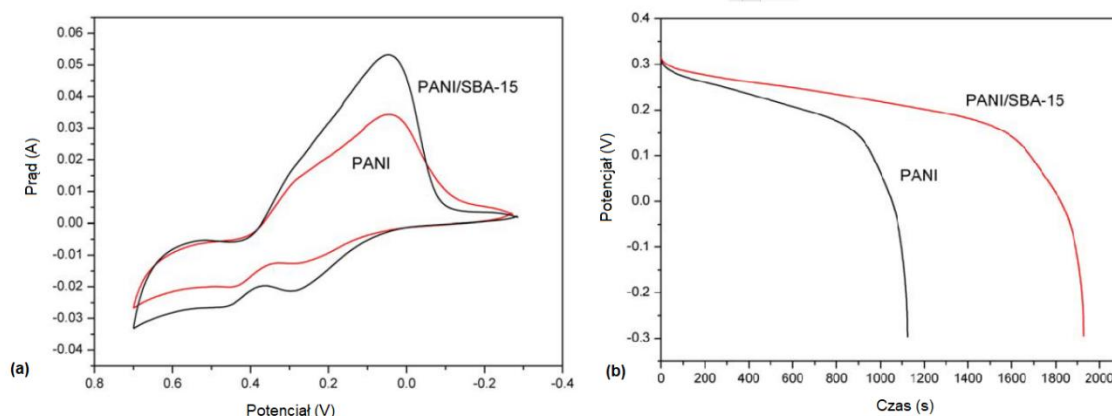 0.06
0.05
0.04
0.03
0.02
0.01
0.00
-0.01
-0.02
-0.03
-0.04
Prąd (A)
PANI/SBA-15
PANI
(a)
0.8 0.6 0.4 0.2 0.0 -0.2 -0.4
Potenciał (V)
0.4
0.3
0.2
0.1
0.0
-0.1
-0.2
-0.3
Potencjał (V)
PANI/SBA-15
PANI
(b)
0 200 400 600 800 1000 1200 1400 1600 1800 2000
Czas (s)